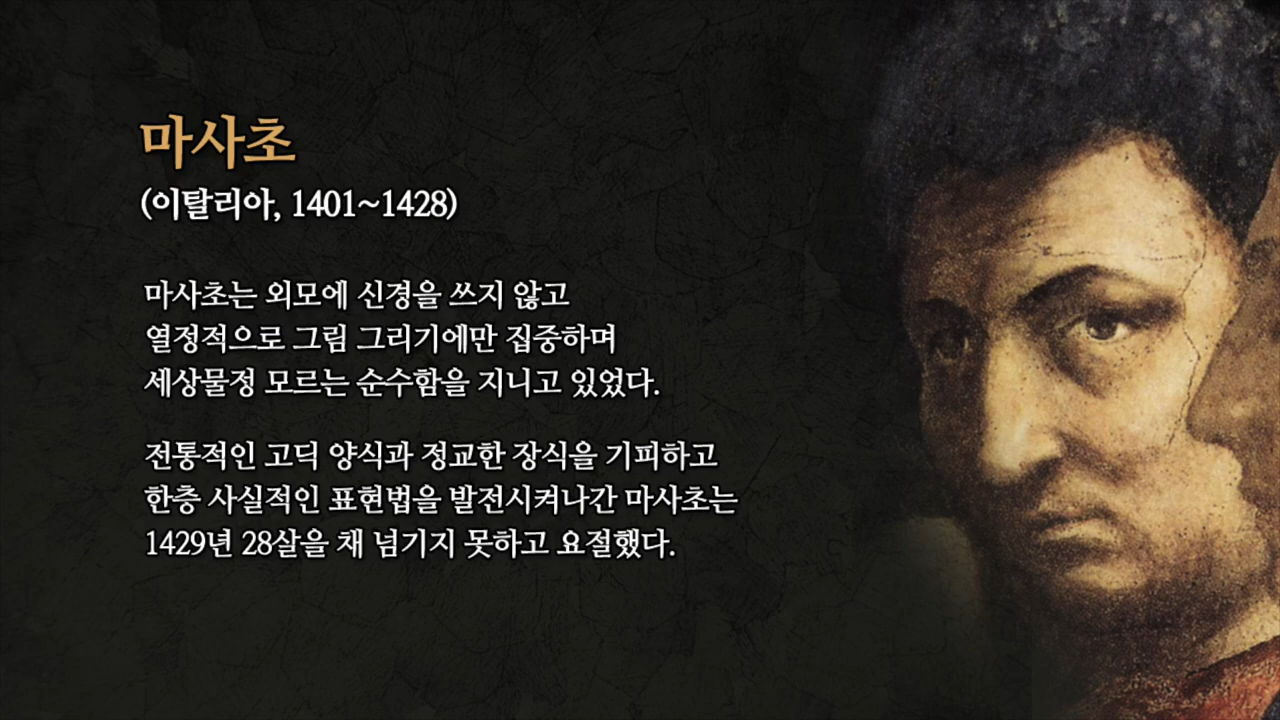 마사초
(이탈리아, 1401~1428)
마사초는 외모에 신경을 쓰지 않고
열정적으로 그림 그리기에만 집중하며
세상물정 모르는 순수함을 지니고 있었다.
전통적인 고딕 양식과 정교한 장식을 기피하고
한층 사실적인 표현법을 발전시켜나간 마사초는
1429년 28살을 채 넘기지 못하고 요절했다.